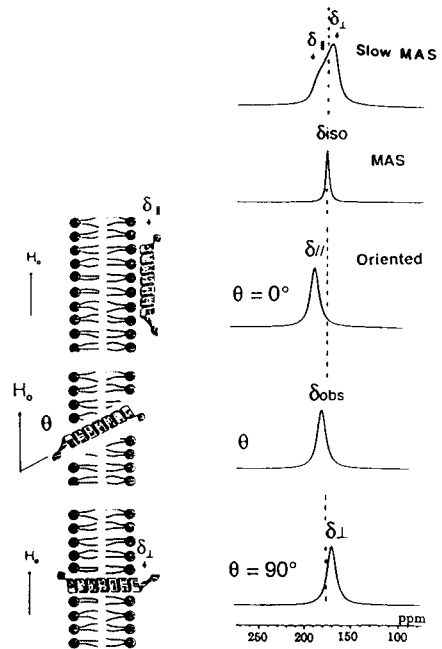 δ∥ δ⊥
Slow MAS
δiso
MAS
δ∥
H₀
δ//
Oriented
θ = 0°
H₀
θ
δobs
θ
H₀
δ⊥
δ⊥
θ = 90°
ppm
250 200 150 100